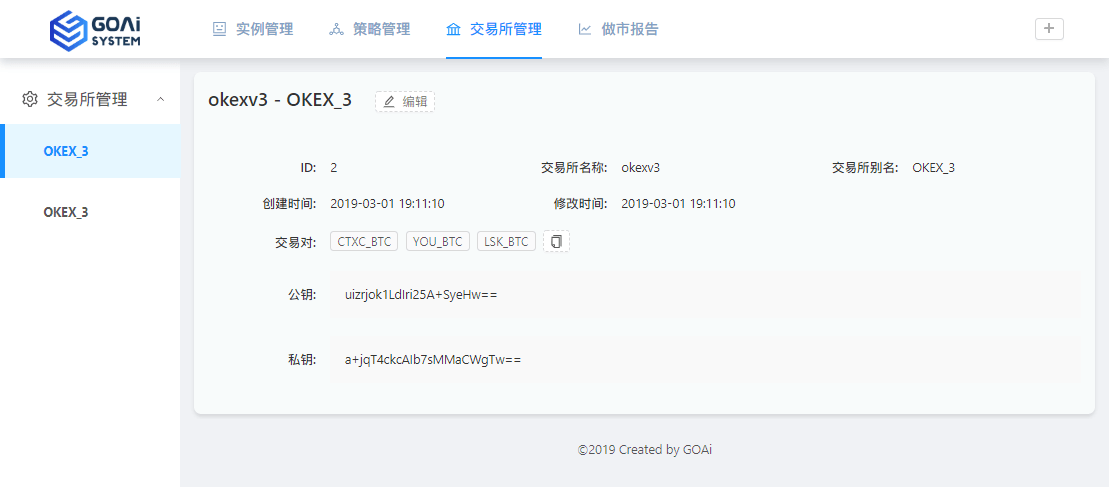 GOAi
SYSTEM
实例管理
策略管理
交易所管理
做市报告
交易所管理
OKEX_3
OKEX_3
okexv3 - OKEX_3
编辑
ID: 2 交易所名称: okexv3 交易所别名: OKEX_3
创建时间: 2019-03-01 19:11:10 修改时间: 2019-03-01 19:11:10
交易对: CTXC_BTC YOU_BTC LSK_BTC
公钥: uizrjok1LdIri25A+SyeHw==
私钥: a+jqT4ckcAIb7sMMaCWgTw==
©2019 Created by GOAi